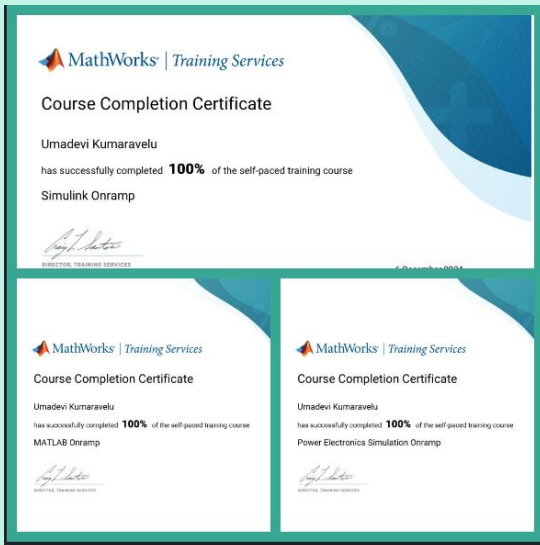 MathWorks® | Training Services
Course Completion Certificate
Umadevi Kumaravelu
has successfully completed 100% of the self-paced training course
Simulink Onramp
DIRECTOR, TRAINING SERVICES
MathWorks® | Training Services
Course Completion Certificate
Umadevi Kumaravelu
has successfully completed 100% of the self-paced training course
MATLAB Onramp
DIRECTOR, TRAINING SERVICES
MathWorks® | Training Services
Course Completion Certificate
Umadevi Kumaravelu
has successfully completed 100% of the self-paced training course
Power Electronics Simulation Onramp
DIRECTOR, TRAINING SERVICES